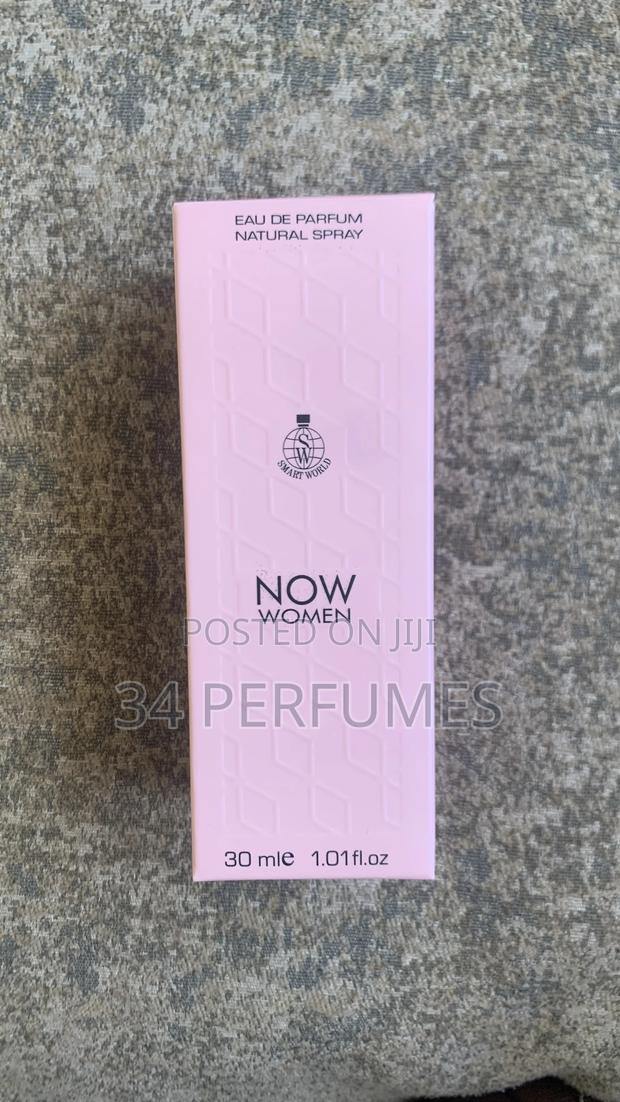 EAU DE PARFUM
NATURAL SPRAY
S
W
SMART WORLD
NOW
WOMEN
POSTED ON JIJI
34 PERFUMES
30 mle 1.01fl.oz